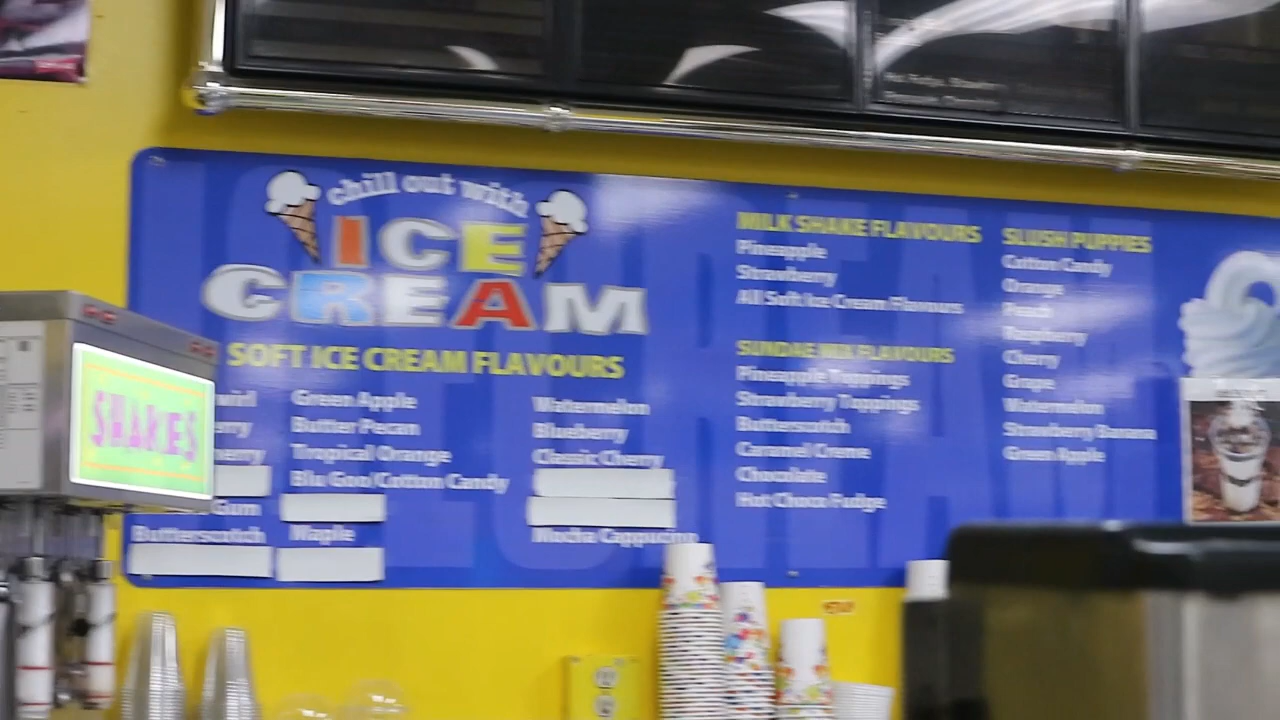 chill out with
ICE
CREAM
SOFT ICE CREAM FLAVOURS
Gum
Butterscotch
Green Apple
Butter Pecan
Tropical Orange
Blu Goo Cotton Candy
Maple
Watermelon
Blueberry
Classic Cherry
Mocha Cappucino
MILK SHAKE FLAVOURS
Pineapple
Strawberry
All Soft Ice Cream Flavours
SUNDAE MIX FLAVOURS
Pineapple Toppings
Strawberry Toppings
Butterscotch
Caramel Creme
Chocolate
Hot Choco Fudge
SLUSH PUPPIES
Cotton Candy
Orange
Peach
Raspberry
Cherry
Grape
Watermelon
Strawberry Banana
Green Apple
SHAKES